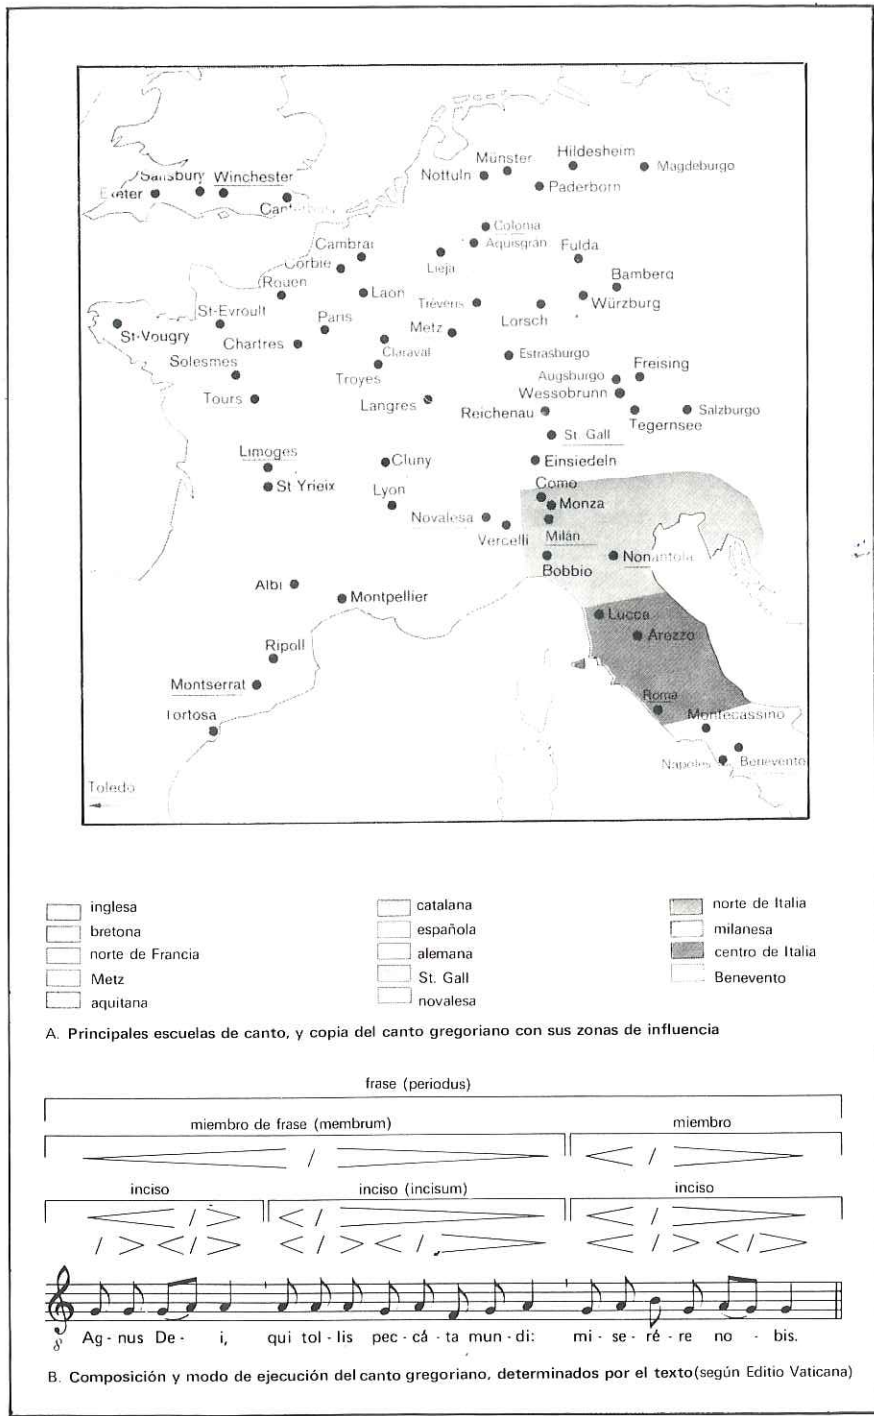 Hildesheim
Münster
Magdeburgo
Nottuln
Paderborn
Salisbury Winchester
Exeter
Colonia
Aquisgrán
Cambrai
Fulda
Corbie
Lieja
Bamberg
Rouen
Laon
Tréveris
Lorsch
Würzburg
St-Evroult
París
Metz
St-Vougry
Chartres
Claraval
Estrasburgo
Solesmes
Troyes
Augsburgo
Freising
Wessobrunn
Tours
Langres
Reichenau
Salzburgo
Tegernsee
St. Gall
Limoges
Cluny
Einsiedeln
St Yrieix
Como
Lyon
Monza
Novalesa
Milán
Vercelli
Nonantola
Bobbio
Albi
Montpellier
Lucca
Arozzo
Ripoll
Montserrat
Roma
Tortosa
Montecassino
Napoles
Benevento
Toledo
inglesa
bretona
norte de Francia
Metz
aquitana
catalana
española
alemana
St. Gall
novalesa
norte de Italia
milanesa
centro de Italia
Benevento
A. Principales escuelas de canto, y copia del canto gregoriano con sus zonas de influencia
frase (periodus)
miembro de frase (membrum) miembro
inciso inciso (incisum) inciso
8
Ag - nus De - i, qui tol - lis pec - cá - ta mun - di: mi - se - ré - re no - bis.
B. Composición y modo de ejecución del canto gregoriano, determinados por el texto (según Editio Vaticana)